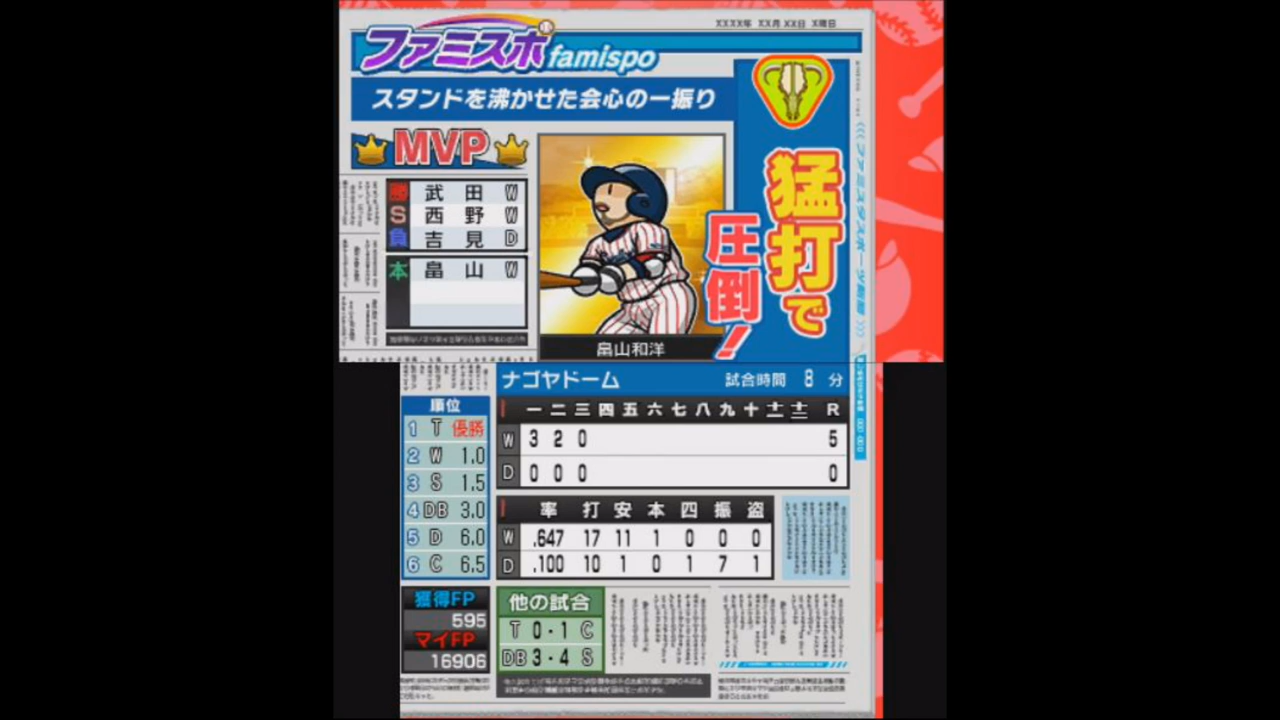 XXXX年 XX月 XX日 X曜日
ファミスポ famispo
スタンドを沸かせた会心の一振り
MVP
勝 武田 W
S 西野 W
負 吉見 D
本 畠山 W
畠山和洋
猛打で
圧倒!
ナゴヤドーム 試合時間 8 分
一 二 三 四 五 六 七 八 九 十 十一 十二 R
W 3 2 0 5
D 0 0 0 0
率 打 安 本 四 振 盗
W .647 17 11 1 0 0 0
D .100 10 1 0 1 7 1
順位
1 T 優勝
2 W 1.0
3 S 1.5
4 DB 3.0
5 D 6.0
6 C 6.5
獲得FP
595
マイFP
16906
他の試合
T 0 - 1 C
DB 3 - 4 S